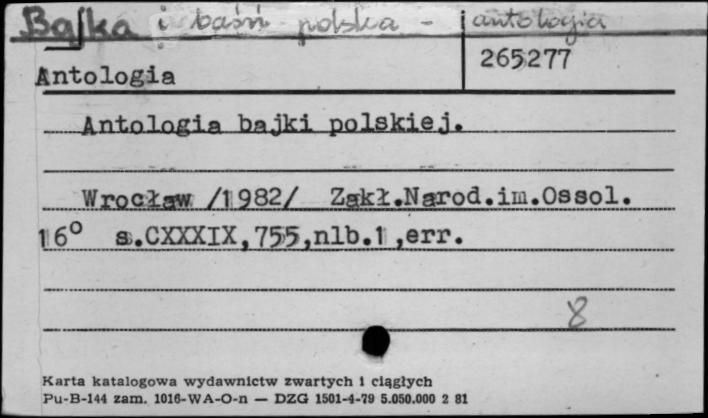 Bajka i baśń polska - antologia
265277
Antologia
Antologia bajki polskiej.
Wrocław /1982/ Zakł.Narod.im.Ossol.
16° s.CXXXIX,755,nlb.1,err.
8
Karta katalogowa wydawnictw zwartych i ciągłych
Pu-B-144 zam. 1016-WA-O-n — DZG 1501-4-79 5.050.000 2 81